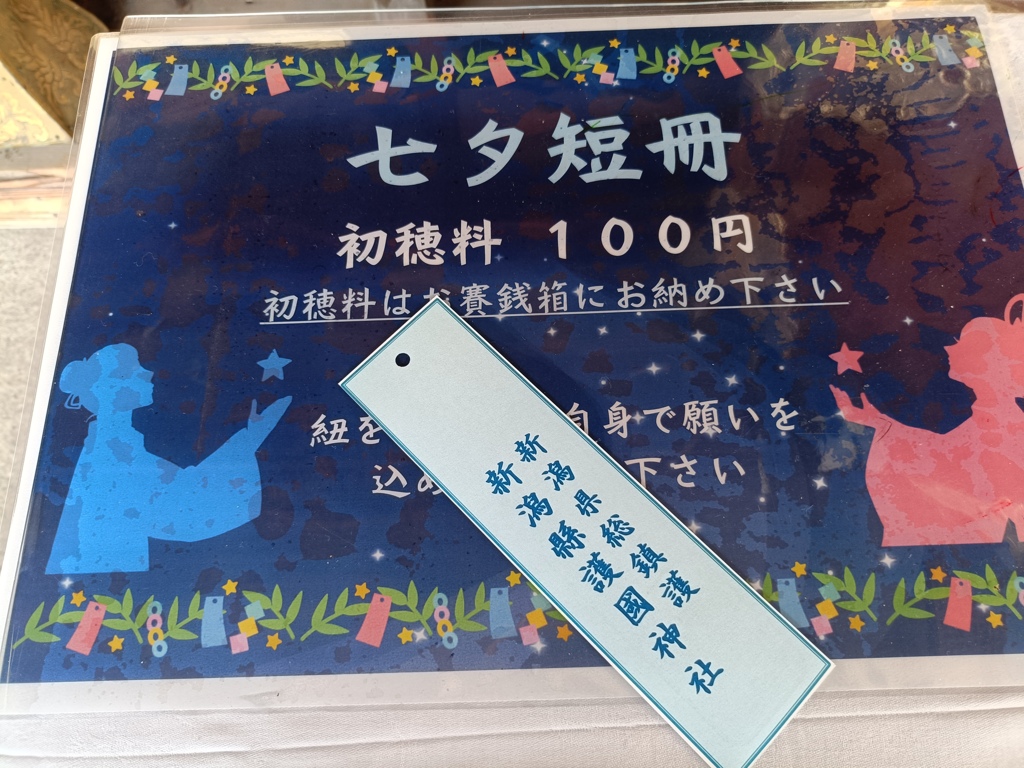 七夕短冊
初穂料 １００円
初穂料はお賽銭箱にお納め下さい
紐を 自身で願いを
込め 下さい
新潟県総鎮護
新潟縣護國神社